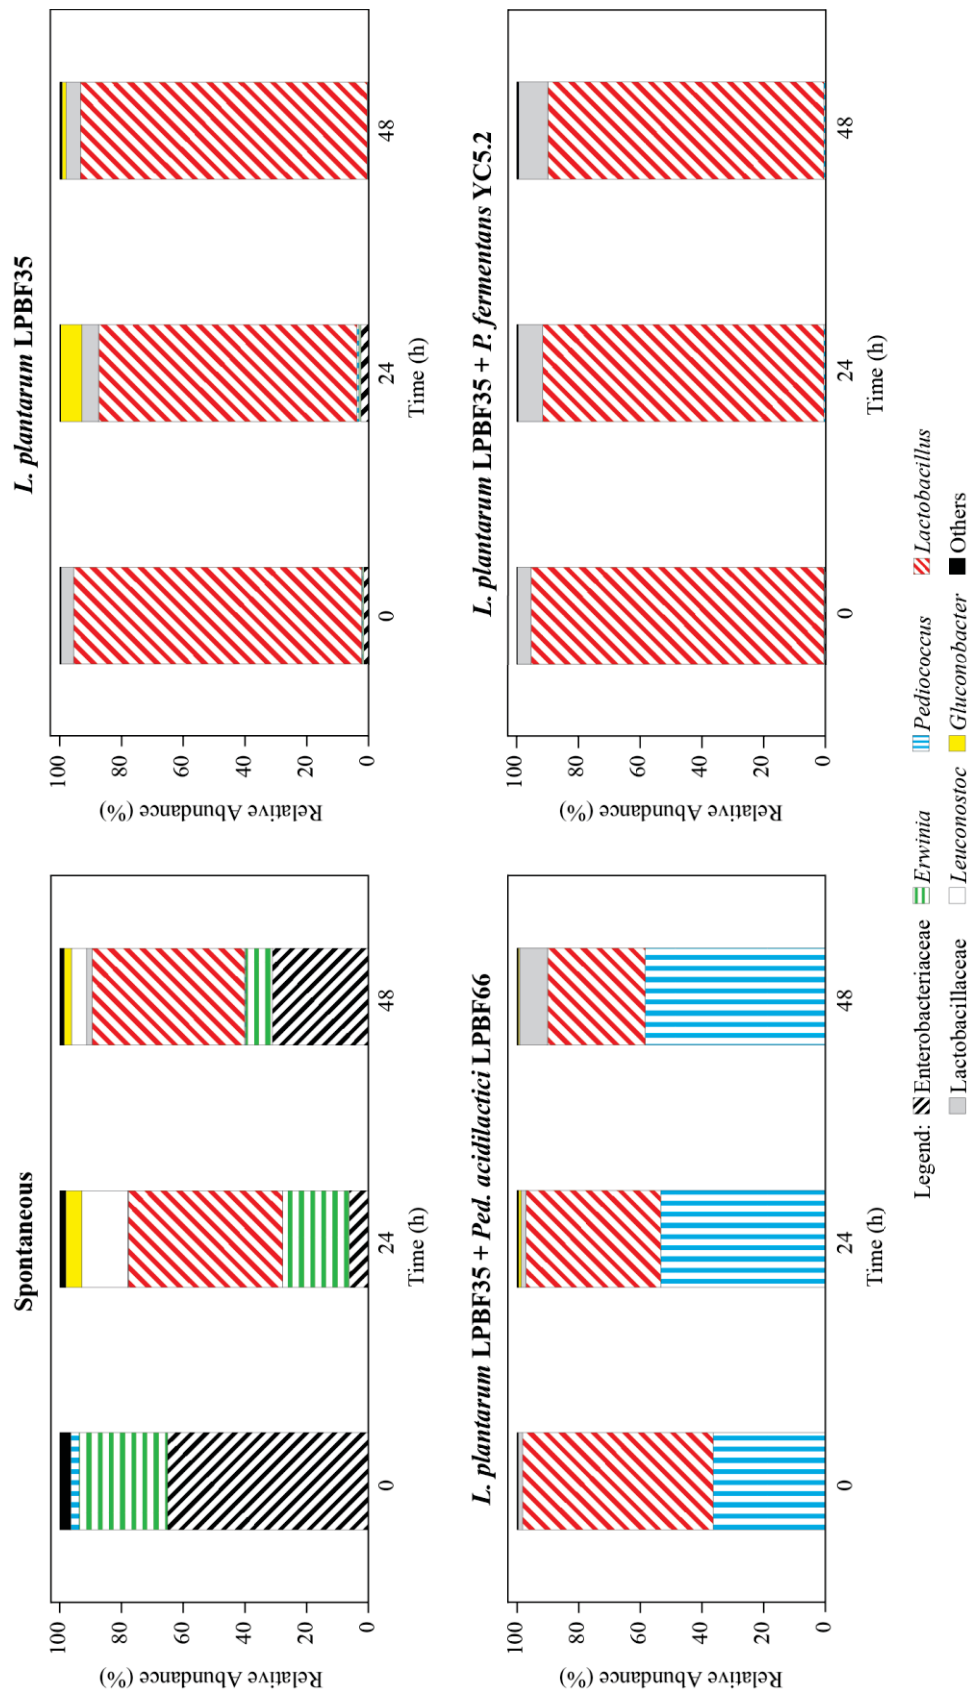 Spontaneous
Relative Abundance (%)
100
80
60
40
20
0
0
24
48
Time (h)
L. plantarum LPBF35
Relative Abundance (%)
100
80
60
40
20
0
0
24
48
Time (h)
L. plantarum LPBF35 + Ped. acidilactici LPBF66
Relative Abundance (%)
100
80
60
40
20
0
0
24
48
Time (h)
L. plantarum LPBF35 + P. fermentans YC5.2
Relative Abundance (%)
100
80
60
40
20
0
0
24
48
Time (h)
Legend: Enterobacteriaceae Erwinia Pediococcus Lactobacillus
Lactobacillaceae Leuconostoc Gluconobacter Others